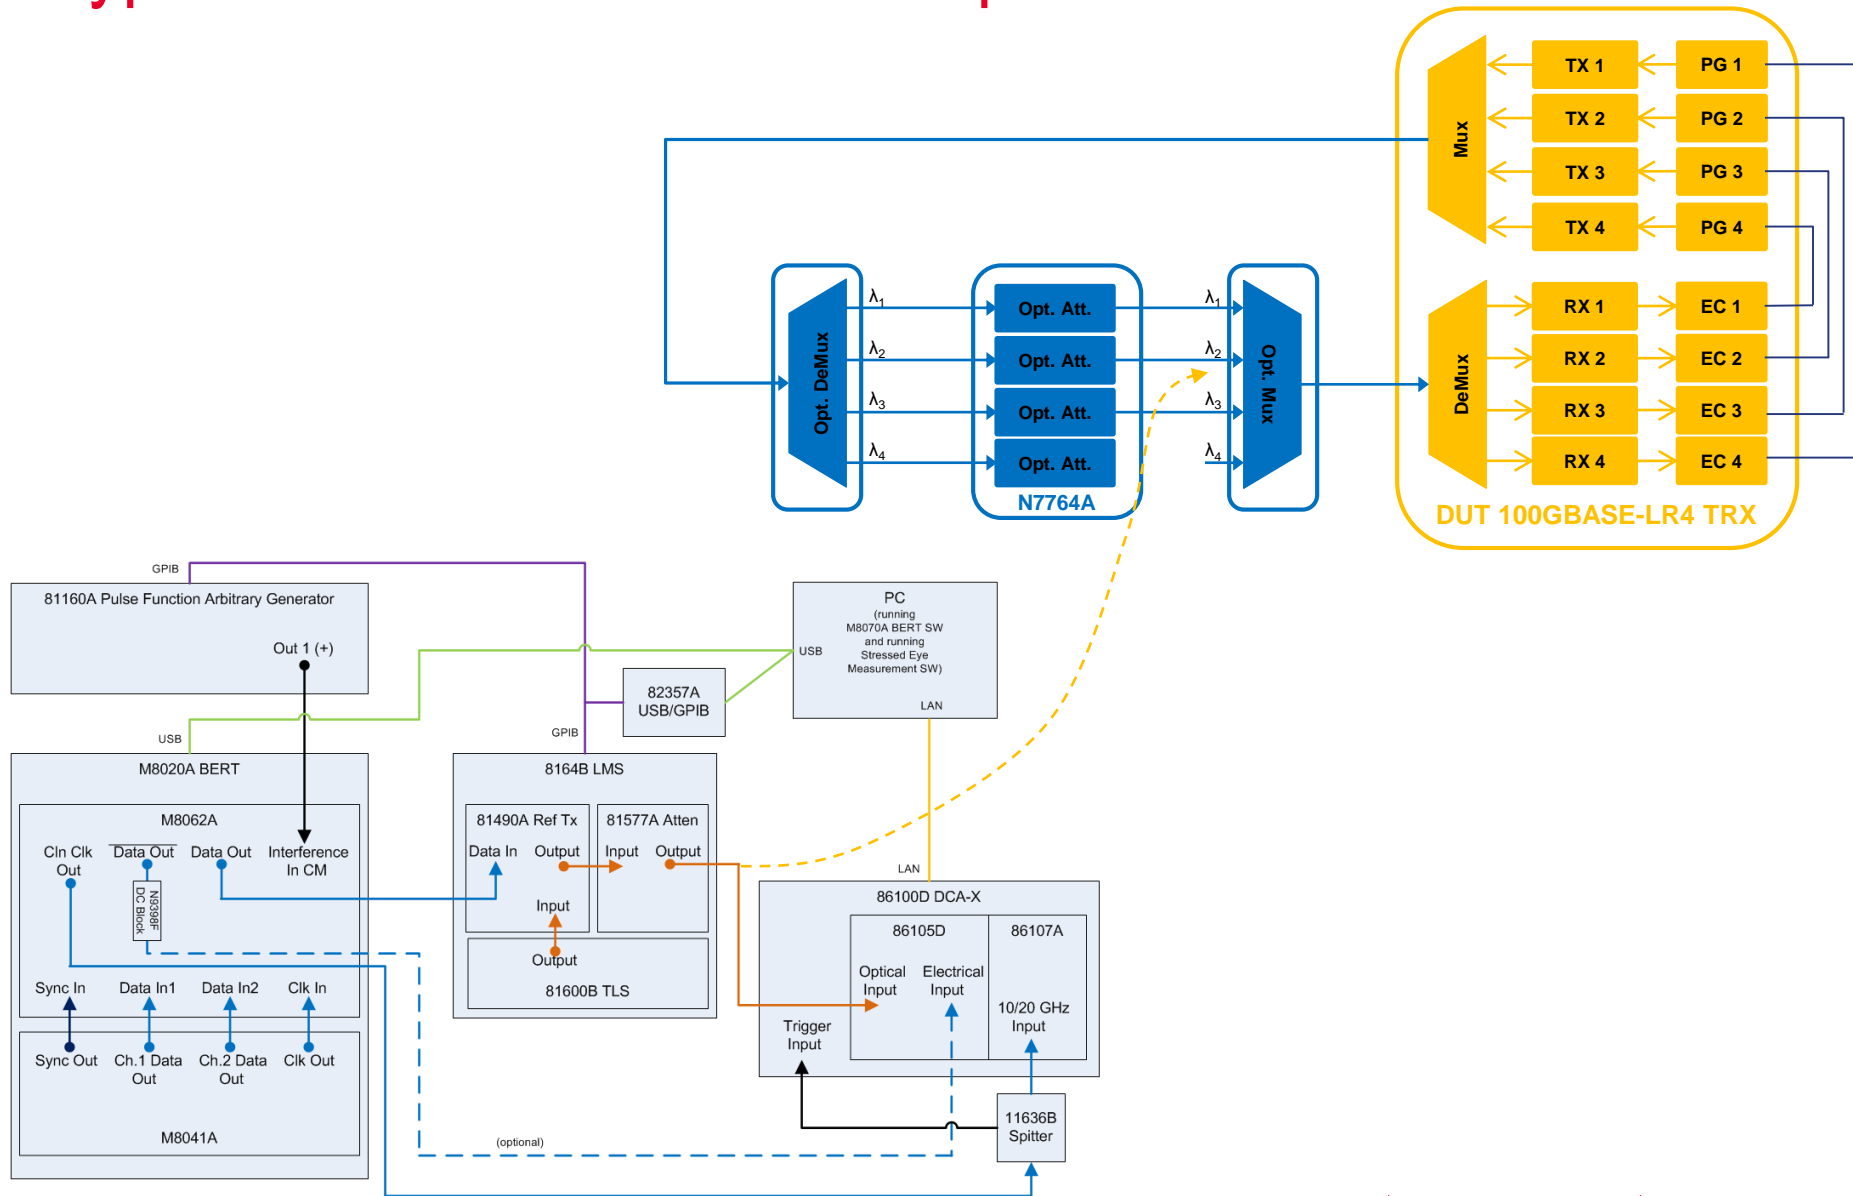 TX 1
PG 1
TX 2
PG 2
Mux
TX 3
PG 3
TX 4
PG 4
λ1
Opt. Att.
λ1
RX 1
EC 1
λ2
Opt. Att.
λ2
RX 2
EC 2
Opt. DeMux
Opt. Mux
DeMux
λ3
Opt. Att.
λ3
RX 3
EC 3
λ4
Opt. Att.
λ4
RX 4
EC 4
N7764A
DUT 100GBASE-LR4 TRX
GPIB
81160A Pulse Function Arbitrary Generator
Out 1 (+)
PC
(running
M8070A BERT SW
and running
Stressed Eye
Measurement SW)
USB
LAN
82357A
USB/GPIB
USB
GPIB
M8020A BERT
M8062A
Cln Clk
Out
Data Out
Data Out
Interference
In CM
N9398F
DC Block
Sync In
Data In1
Data In2
Clk In
Sync Out
Ch.1 Data
Out
Ch.2 Data
Out
Clk Out
M8041A
8164B LMS
81490A Ref Tx
81577A Atten
Data In
Output
Input
Output
Input
Output
81600B TLS
LAN
86100D DCA-X
86105D
86107A
Optical
Input
Electrical
Input
10/20 GHz
Input
Trigger
Input
11636B
Spitter
(optional)